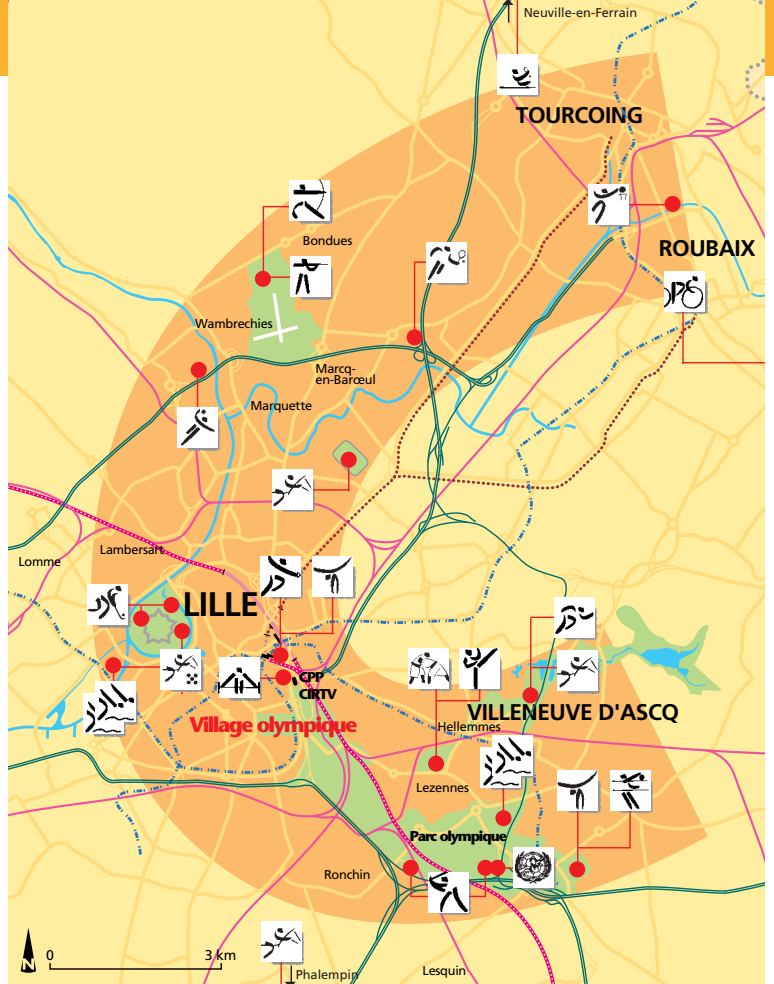 Neuville-en-Ferrain
TOURCOING
ROUBAIX
Bondues
Wambrechies
Marcq-
en-Barœul
Marquette
Lambersart
Lomme
LILLE
CPP
CIRTV
Village olympique
VILLENEUVE D'ASCQ
Hellemmes
Lezennes
Parc olympique
Ronchin
N
0
3 km
Phalempin
Lesquin